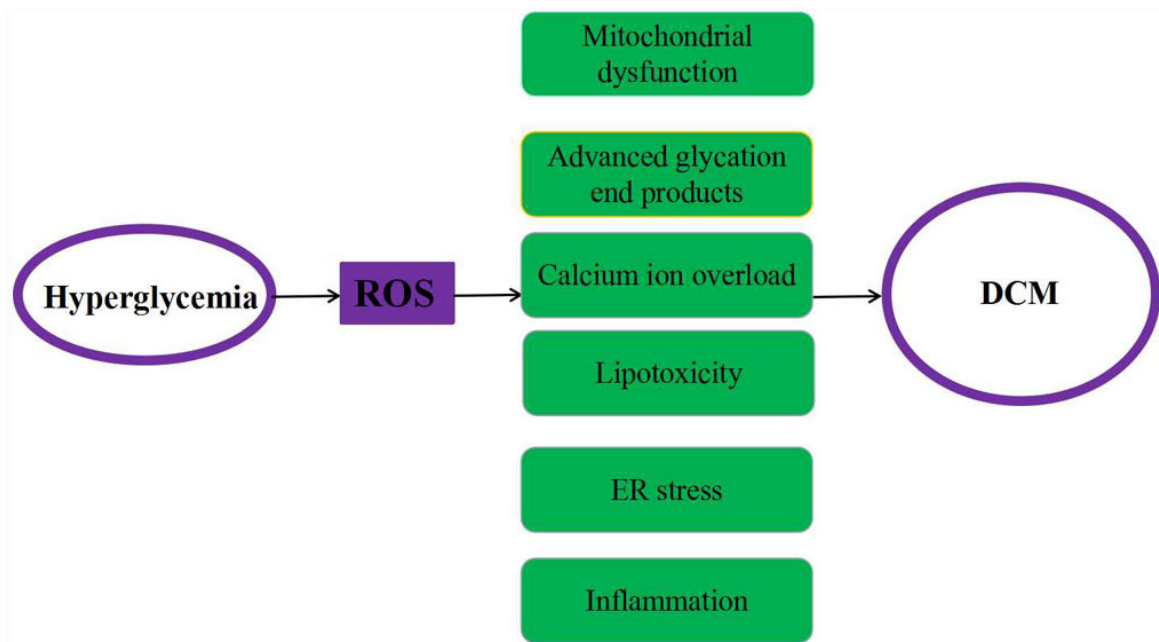 Hyperglycemia
ROS
Mitochondrial
dysfunction
Advanced glycation
end products
Calcium ion overload
Lipotoxicity
ER stress
Inflammation
DCM